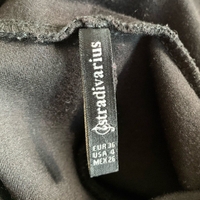 stradivarius
EUR 36
USA 4
MEX 26